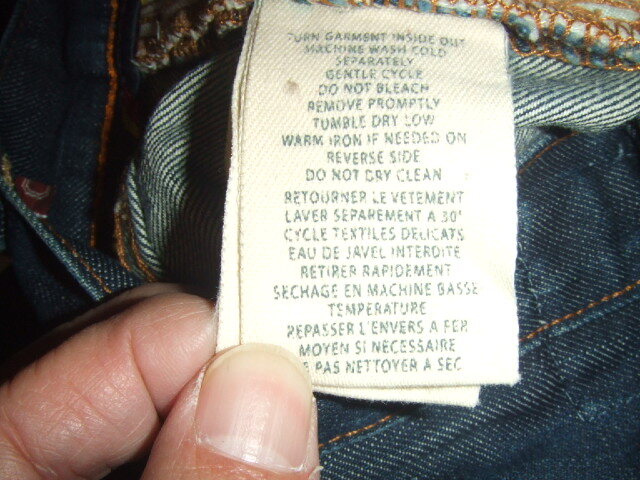 TURN GARMENT INSIDE OUT
MACHINE WASH COLD
SEPARATELY
GENTLE CYCLE
DO NOT BLEACH
REMOVE PROMPTLY
TUMBLE DRY LOW
WARM IRON IF NEEDED ON
REVERSE SIDE
DO NOT DRY CLEAN
RETOURNER LE VETEMENT
LAVER SEPAREMENT A 30°
CYCLE TEXTILES DELICATS
EAU DE JAVEL INTERDITE
RETIRER RAPIDEMENT
SECHAGE EN MACHINE BASSE
TEMPERATURE
REPASSER L'ENVERS A FER
MOYEN SI NECESSAIRE
PAS NETTOYER A SEC